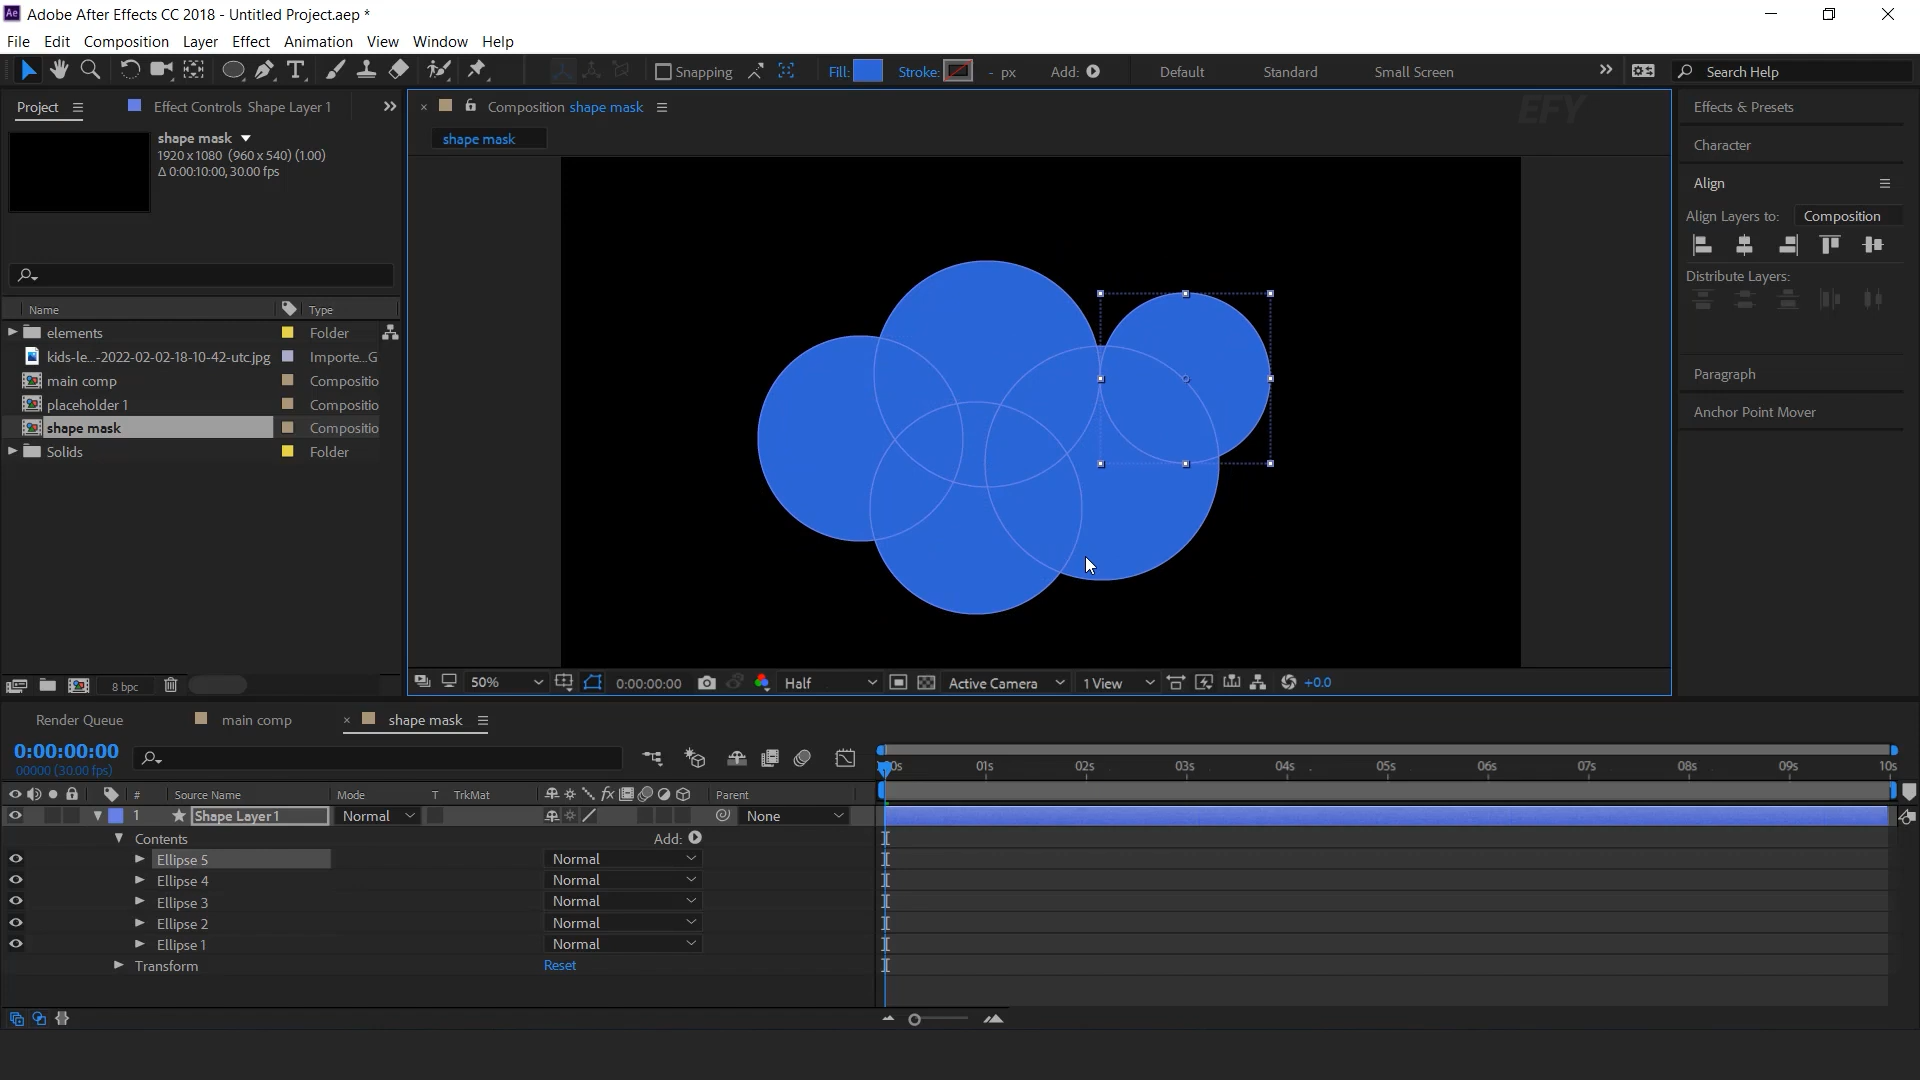 Ae Adobe After Effects CC 2018 - Untitled Project.aep *
File Edit Composition Layer Effect Animation View Window Help
Snapping Fill: Stroke: - px Add: Default Standard Small Screen Search Help
Project Effect Controls Shape Layer 1 Composition shape mask EFY Effects & Presets
shape mask
shape mask
1920 x 1080 (960 x 540) (1.00)
Δ 0:00:10:00, 30.00 fps
Character
Align
Align Layers to: Composition
Distribute Layers:
Name Type
elements Folder
kids-le...-2022-02-02-18-10-42-utc.jpg Importe...G
main comp Compositio
placeholder 1 Compositio
shape mask Compositio
Solids Folder
Paragraph
Anchor Point Mover
8 bpc 50% 0:00:00:00 Half Active Camera 1 View +0.0
Render Queue main comp shape mask
0:00:00:00
00000 (30.00 fps)
00s 01s 02s 03s 04s 05s 06s 07s 08s 09s 10s
# Source Name Mode T TrkMat fx Parent
1 Shape Layer 1 Normal None
Contents Add:
Ellipse 5 Normal
Ellipse 4 Normal
Ellipse 3 Normal
Ellipse 2 Normal
Ellipse 1 Normal
Transform Reset